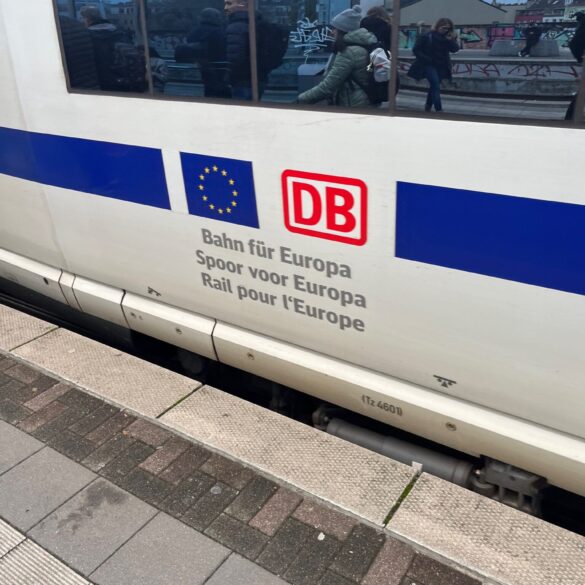 DB
Bahn für Europa
Spoor voor Europa
Rail pour l‘Europe
(Tz 4601)